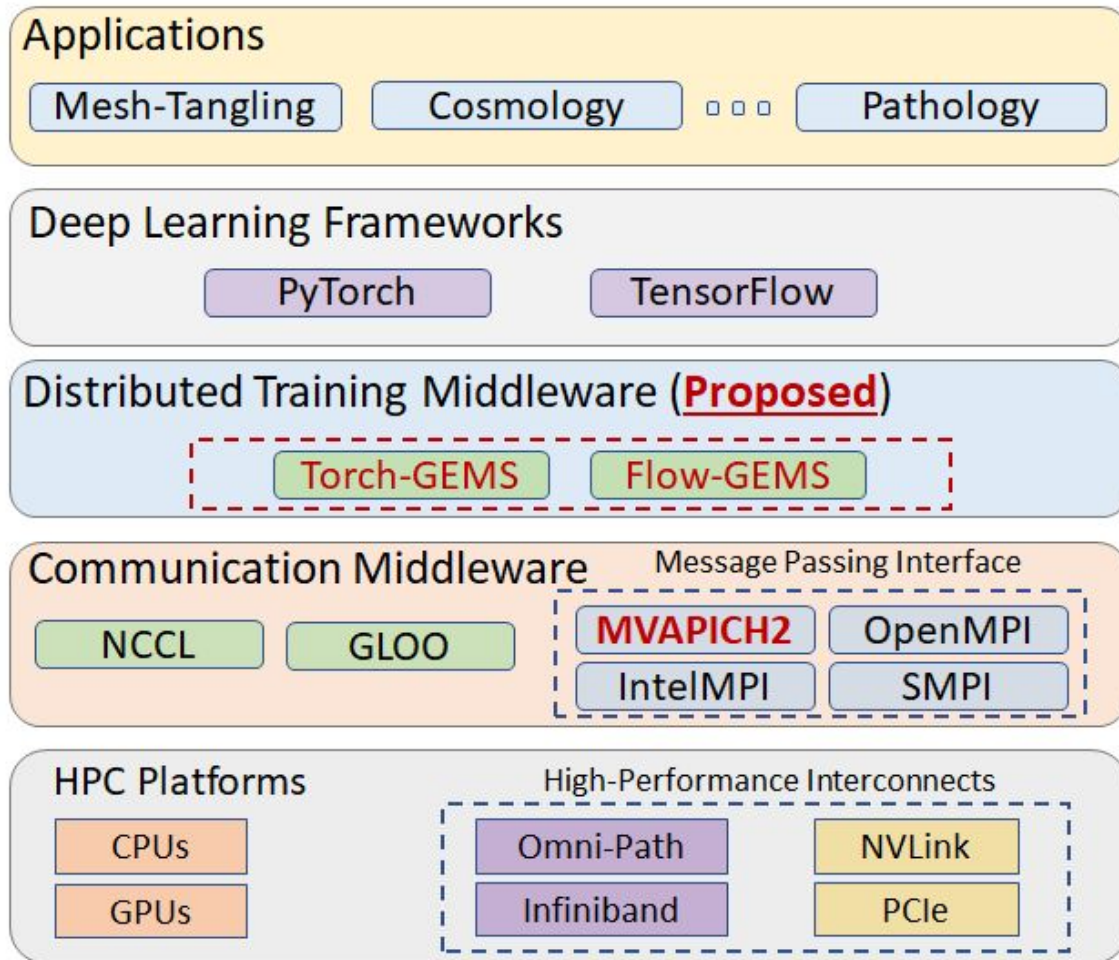 Applications
Mesh-Tangling Cosmology Pathology
Deep Learning Frameworks
PyTorch TensorFlow
Distributed Training Middleware (Proposed)
Torch-GEMS Flow-GEMS
Communication Middleware
Message Passing Interface
NCCL GLOO
MVAPICH2 OpenMPI
IntelMPI SMPI
HPC Platforms
High-Performance Interconnects
CPUs Omni-Path NVLink
GPUs Infiniband PCIe